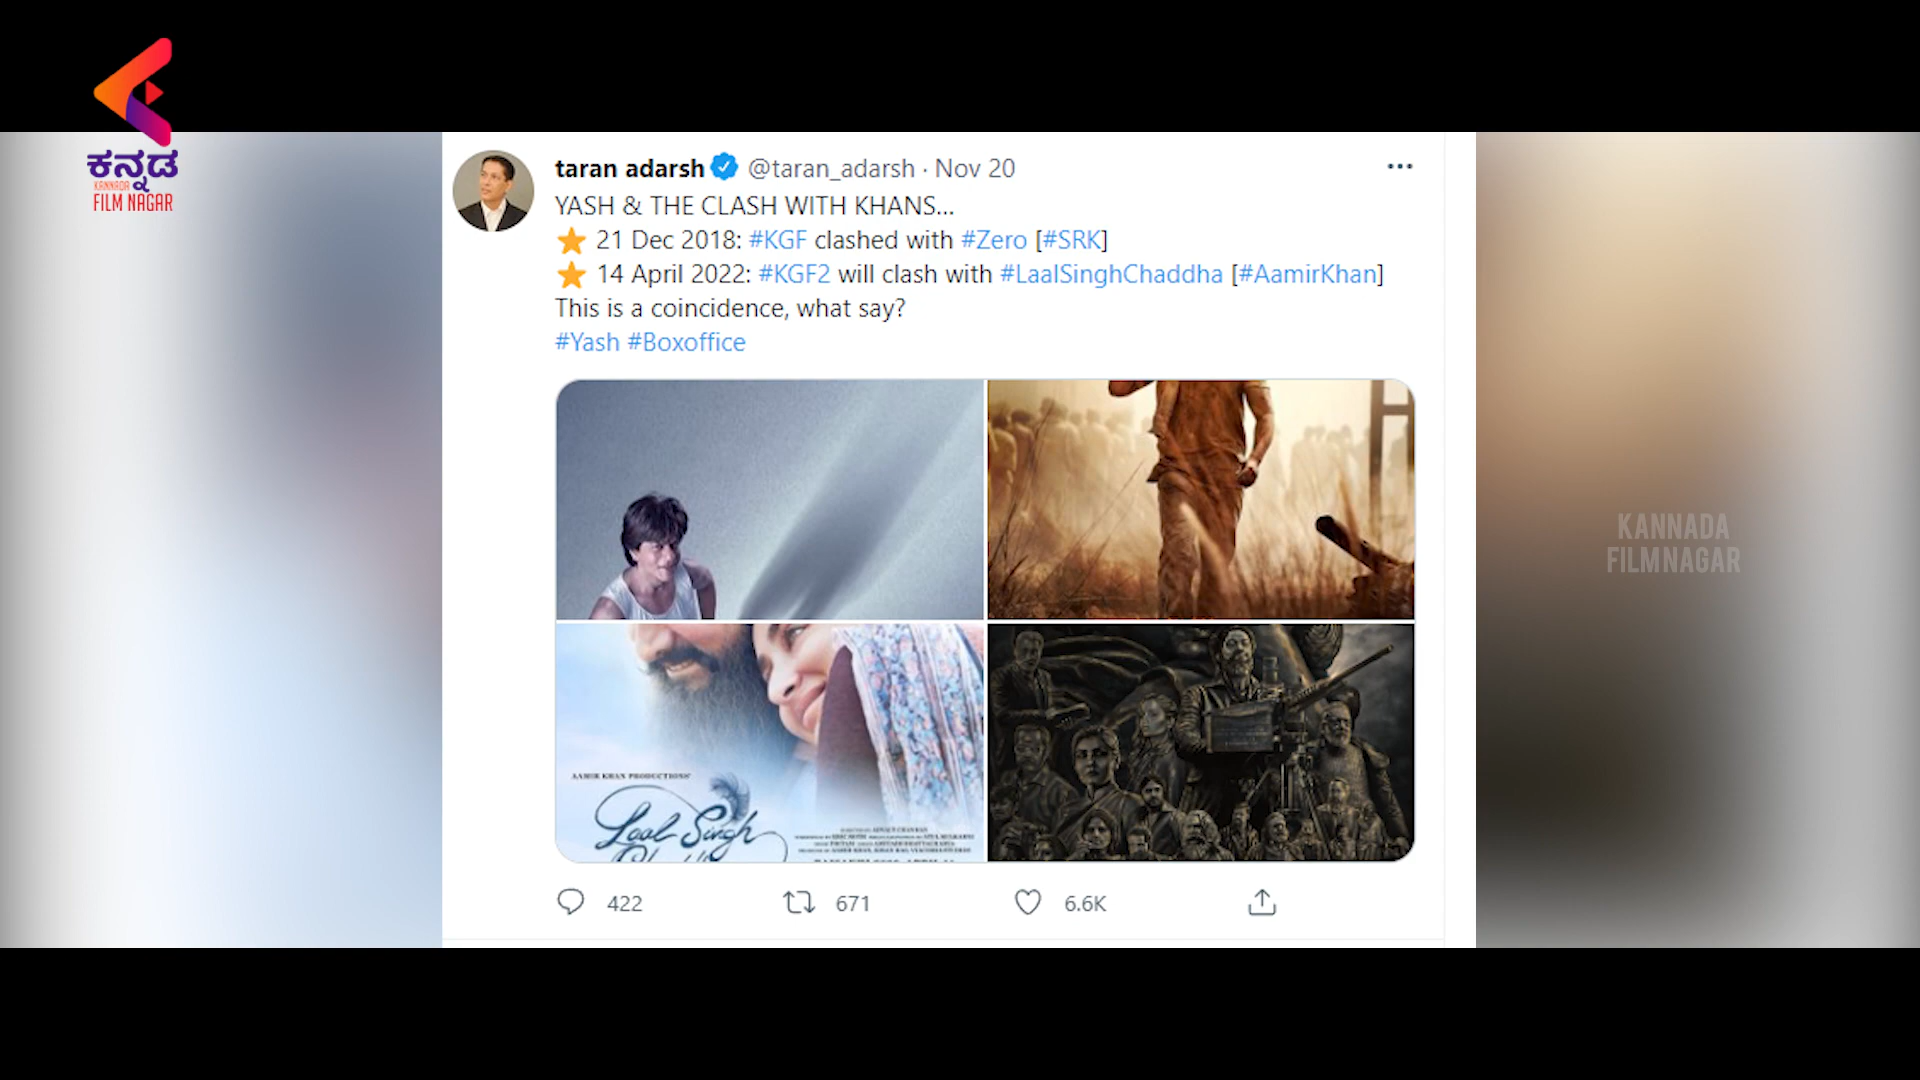 ಕನ್ನಡ
KANNADA
FILM NAGAR
taran adarsh @taran_adarsh · Nov 20
YASH & THE CLASH WITH KHANS...
21 Dec 2018: #KGF clashed with #Zero [#SRK]
14 April 2022: #KGF2 will clash with #LaalSinghChaddha [#AamirKhan]
This is a coincidence, what say?
#Yash #Boxoffice
AAMIR KHAN PRODUCTIONS'
Laal Singh
422 671 6.6K
KANNADA
FILMNAGAR